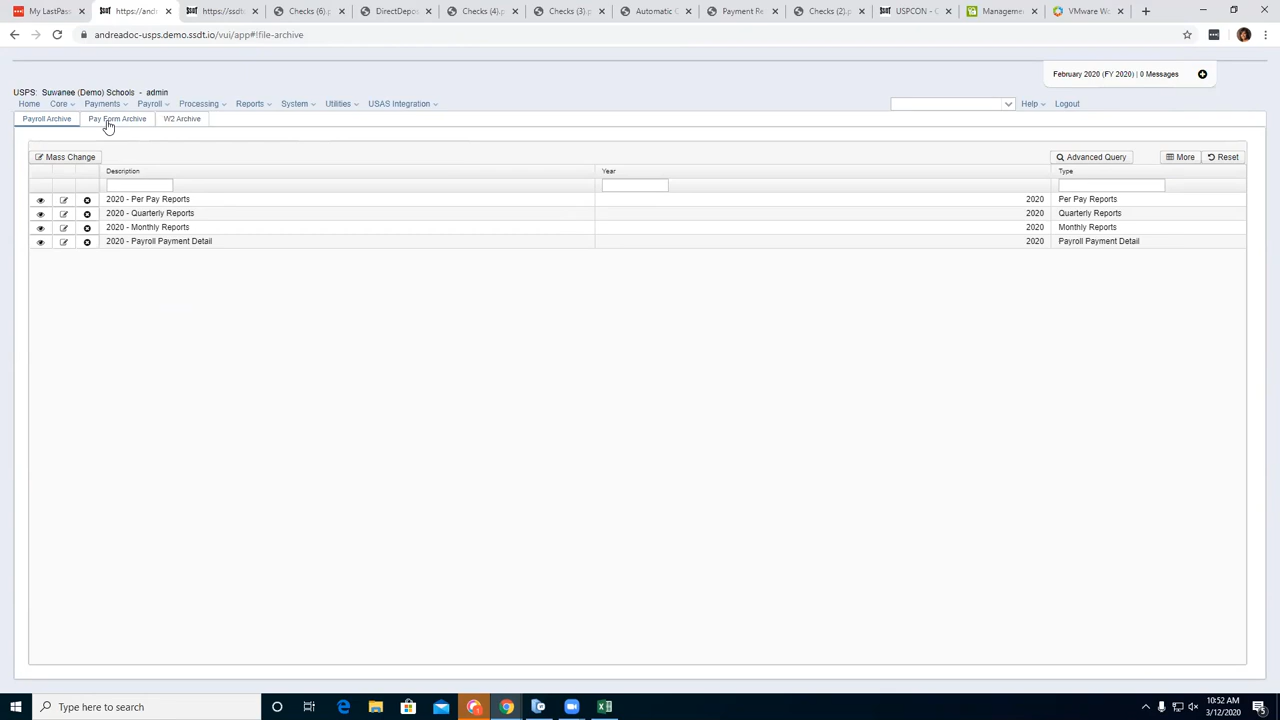 My LastPass
https://andre
https://ssdt
Checks (6).p
DirectDepos
Checks (4).p
Checks (3).p
Automatic C
Payment Re
Checks (2).p
USPCON - C
Manageme
VMware Wo
andreadoc-usps.demo.ssdt.io/vui/app#!file-archive
February 2020 (FY 2020) | 0 Messages
USPS: Suwanee (Demo) Schools - admin
Home Core Payments Payroll Processing Reports System Utilities USAS Integration Help Logout
Payroll Archive Pay Form Archive W2 Archive
Mass Change Advanced Query More Reset
Description Year Type
2020 - Per Pay Reports 2020 Per Pay Reports
2020 - Quarterly Reports 2020 Quarterly Reports
2020 - Monthly Reports 2020 Monthly Reports
2020 - Payroll Payment Detail 2020 Payroll Payment Detail
Type here to search
10:52 AM
3/12/2020